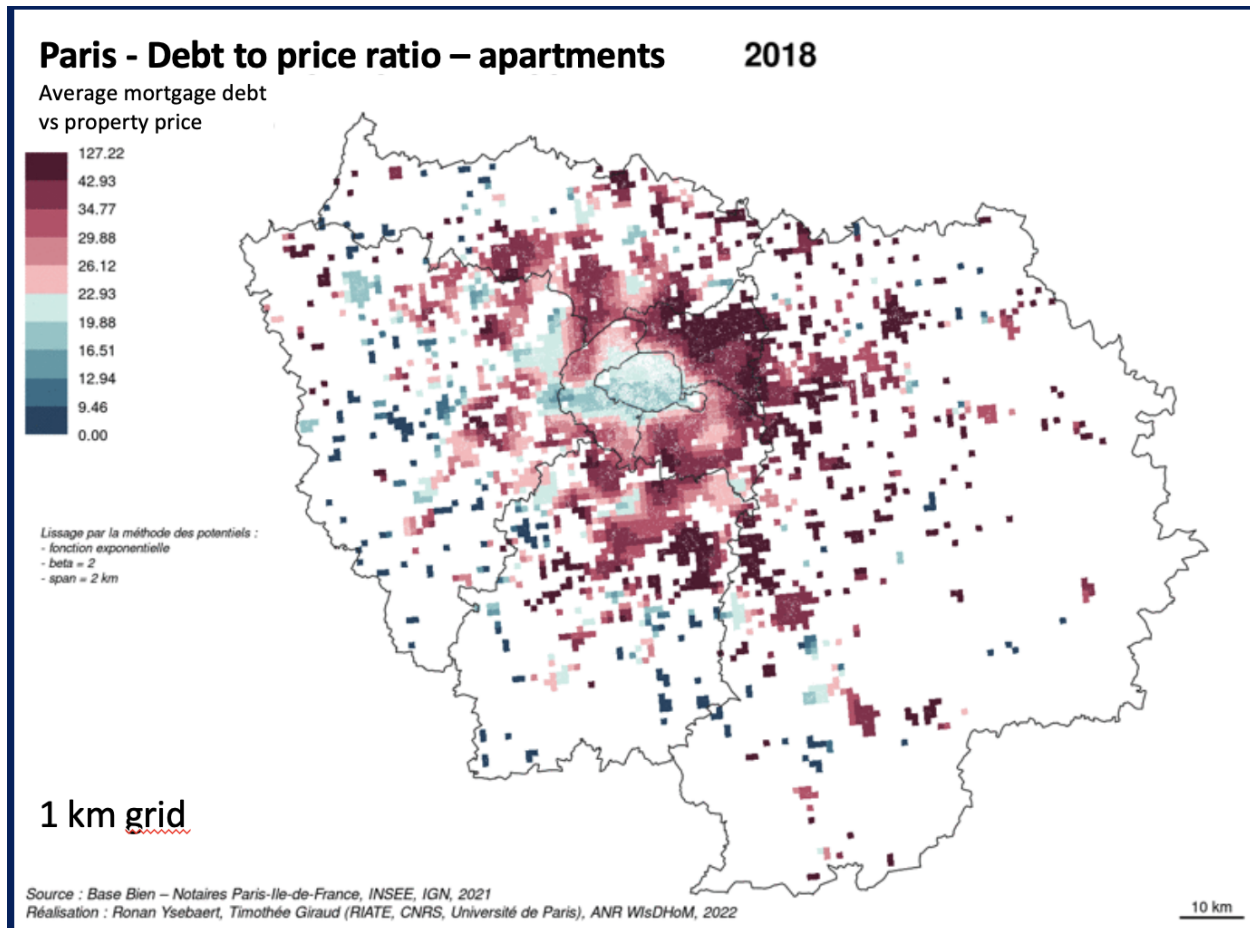 Paris - Debt to price ratio – apartments 2018
Average mortgage debt
vs property price
127.22
42.93
34.77
29.88
26.12
22.93
19.88
16.51
12.94
9.46
0.00
Lissage par la méthode des potentiels :
- fonction exponentielle
- beta = 2
- span = 2 km
1 km grid
Source : Base Bien – Notaires Paris-Ile-de-France, INSEE, IGN, 2021
Réalisation : Ronan Ysebaert, Timothée Giraud (RIATE, CNRS, Université de Paris), ANR WIsDHoM, 2022
10 km